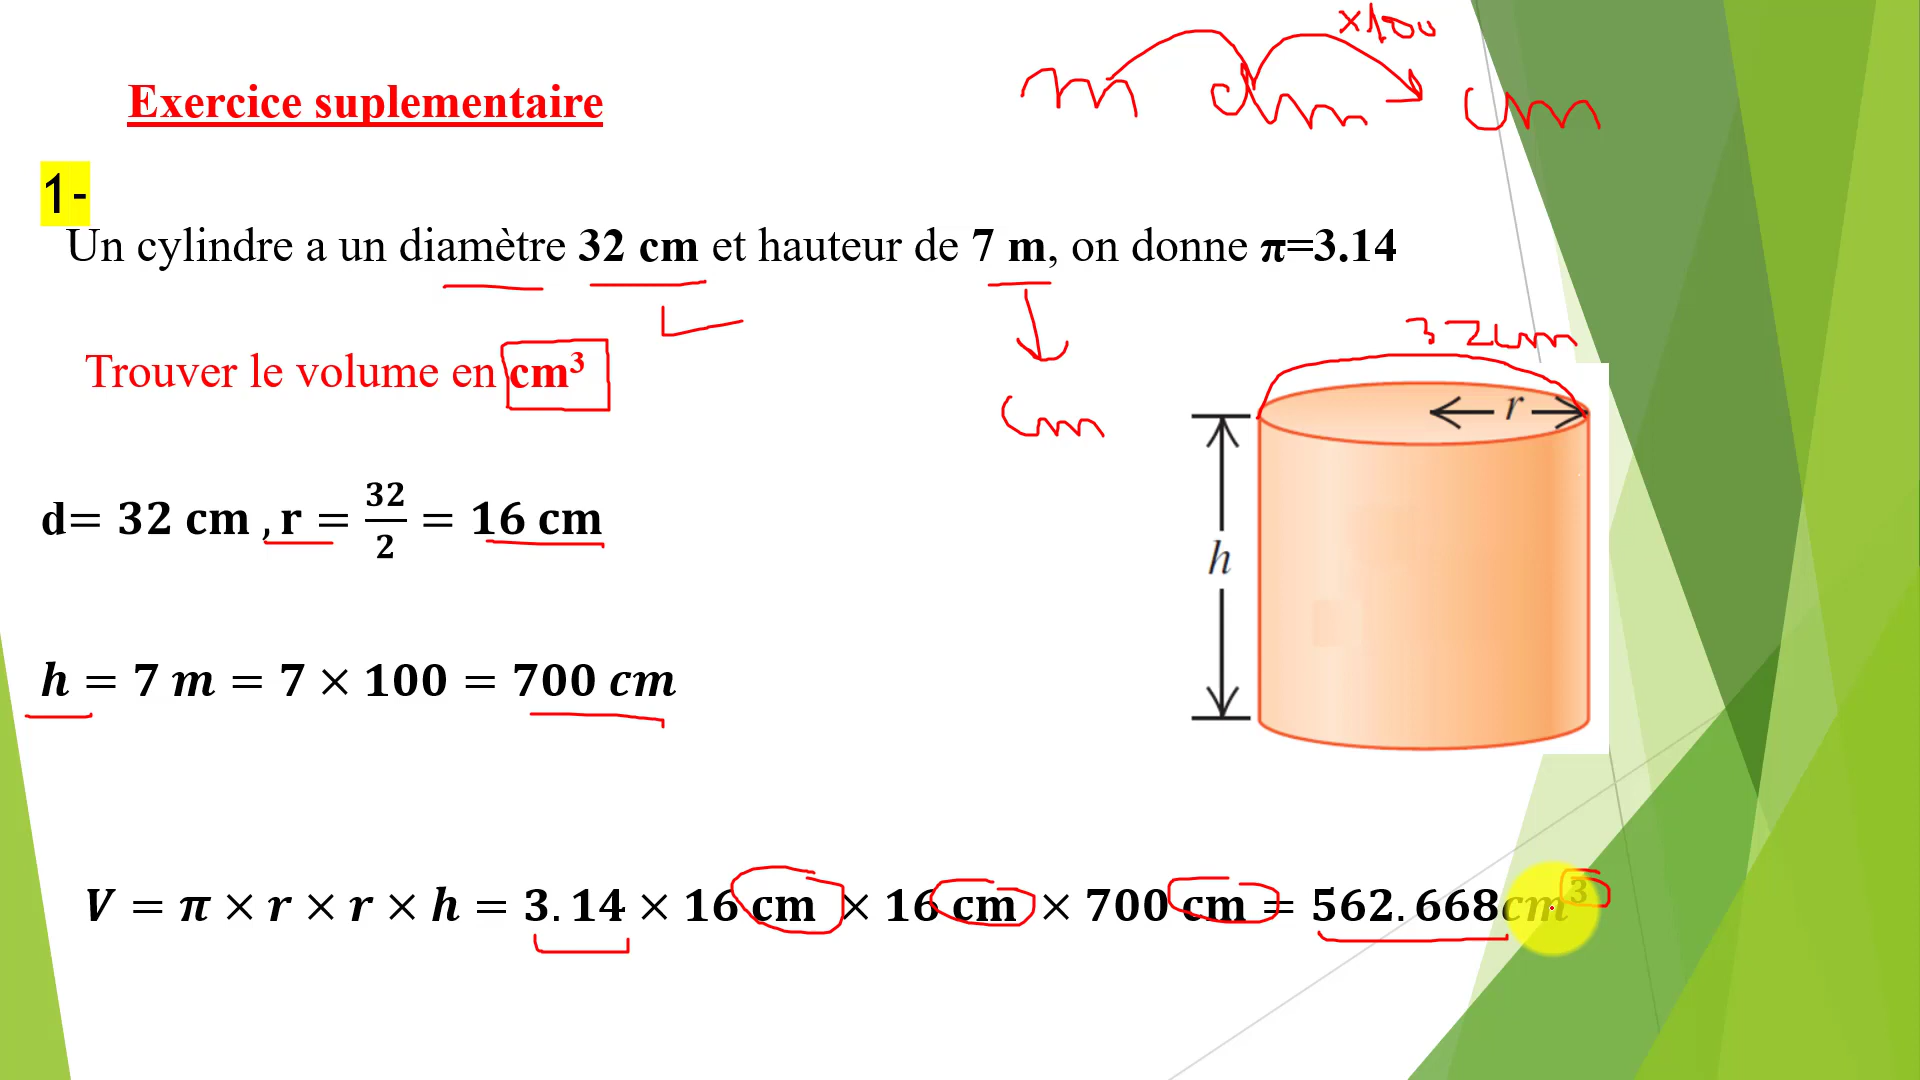 ×100
m dm cm
Exercice suplementaire
1-
Un cylindre a un diamètre 32 cm et hauteur de 7 m, on donne π=3.14
32cm
Trouver le volume en cm³
cm
r
d= 32 cm , r = 32/2 = 16 cm
h
h = 7 m = 7 × 100 = 700 cm
V = π × r × r × h = 3.14 × 16 cm × 16 cm × 700 cm = 562.668cm³